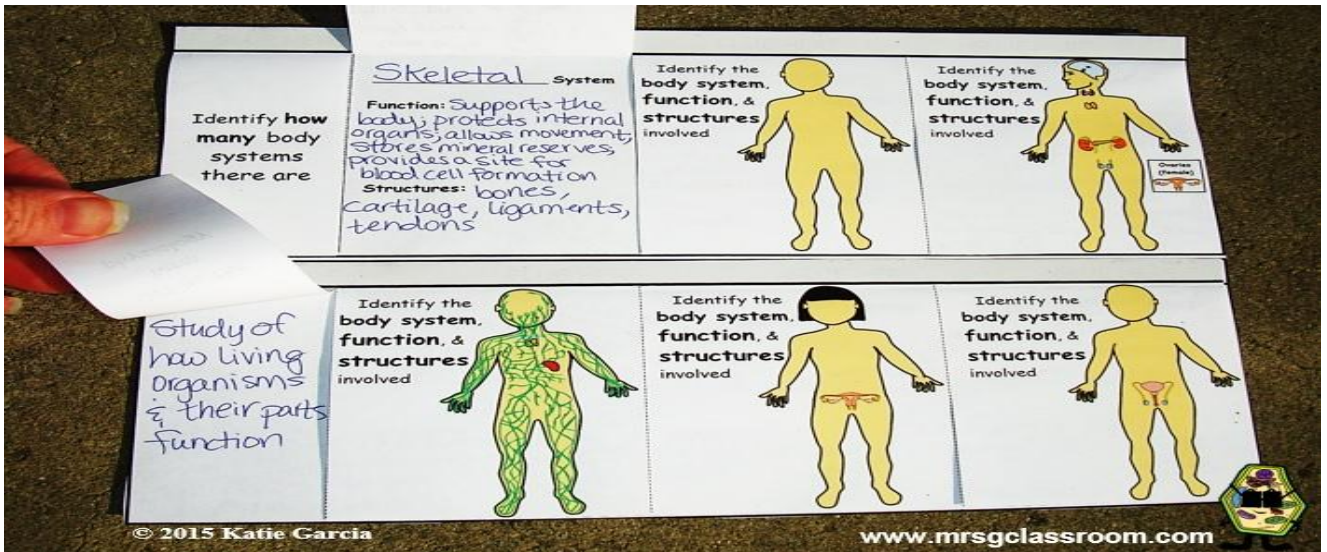 Identify how
many body
systems
there are
Skeletal System
Function: Supports the
body; protects internal
organs; allows movement;
stores mineral reserves;
provides a site for
blood cell formation
Structures: bones,
cartilage, ligaments,
tendons
Identify the
body system,
function, &
structures
involved
Identify the
body system,
function, &
structures
involved
Ovaries
(female)
Study of
how living
organisms
& their parts
function
Identify the
body system,
function, &
structures
involved
Identify the
body system,
function, &
structures
involved
Identify the
body system,
function, &
structures
involved
© 2015 Katie Garcia
www.mrsgclassroom.com